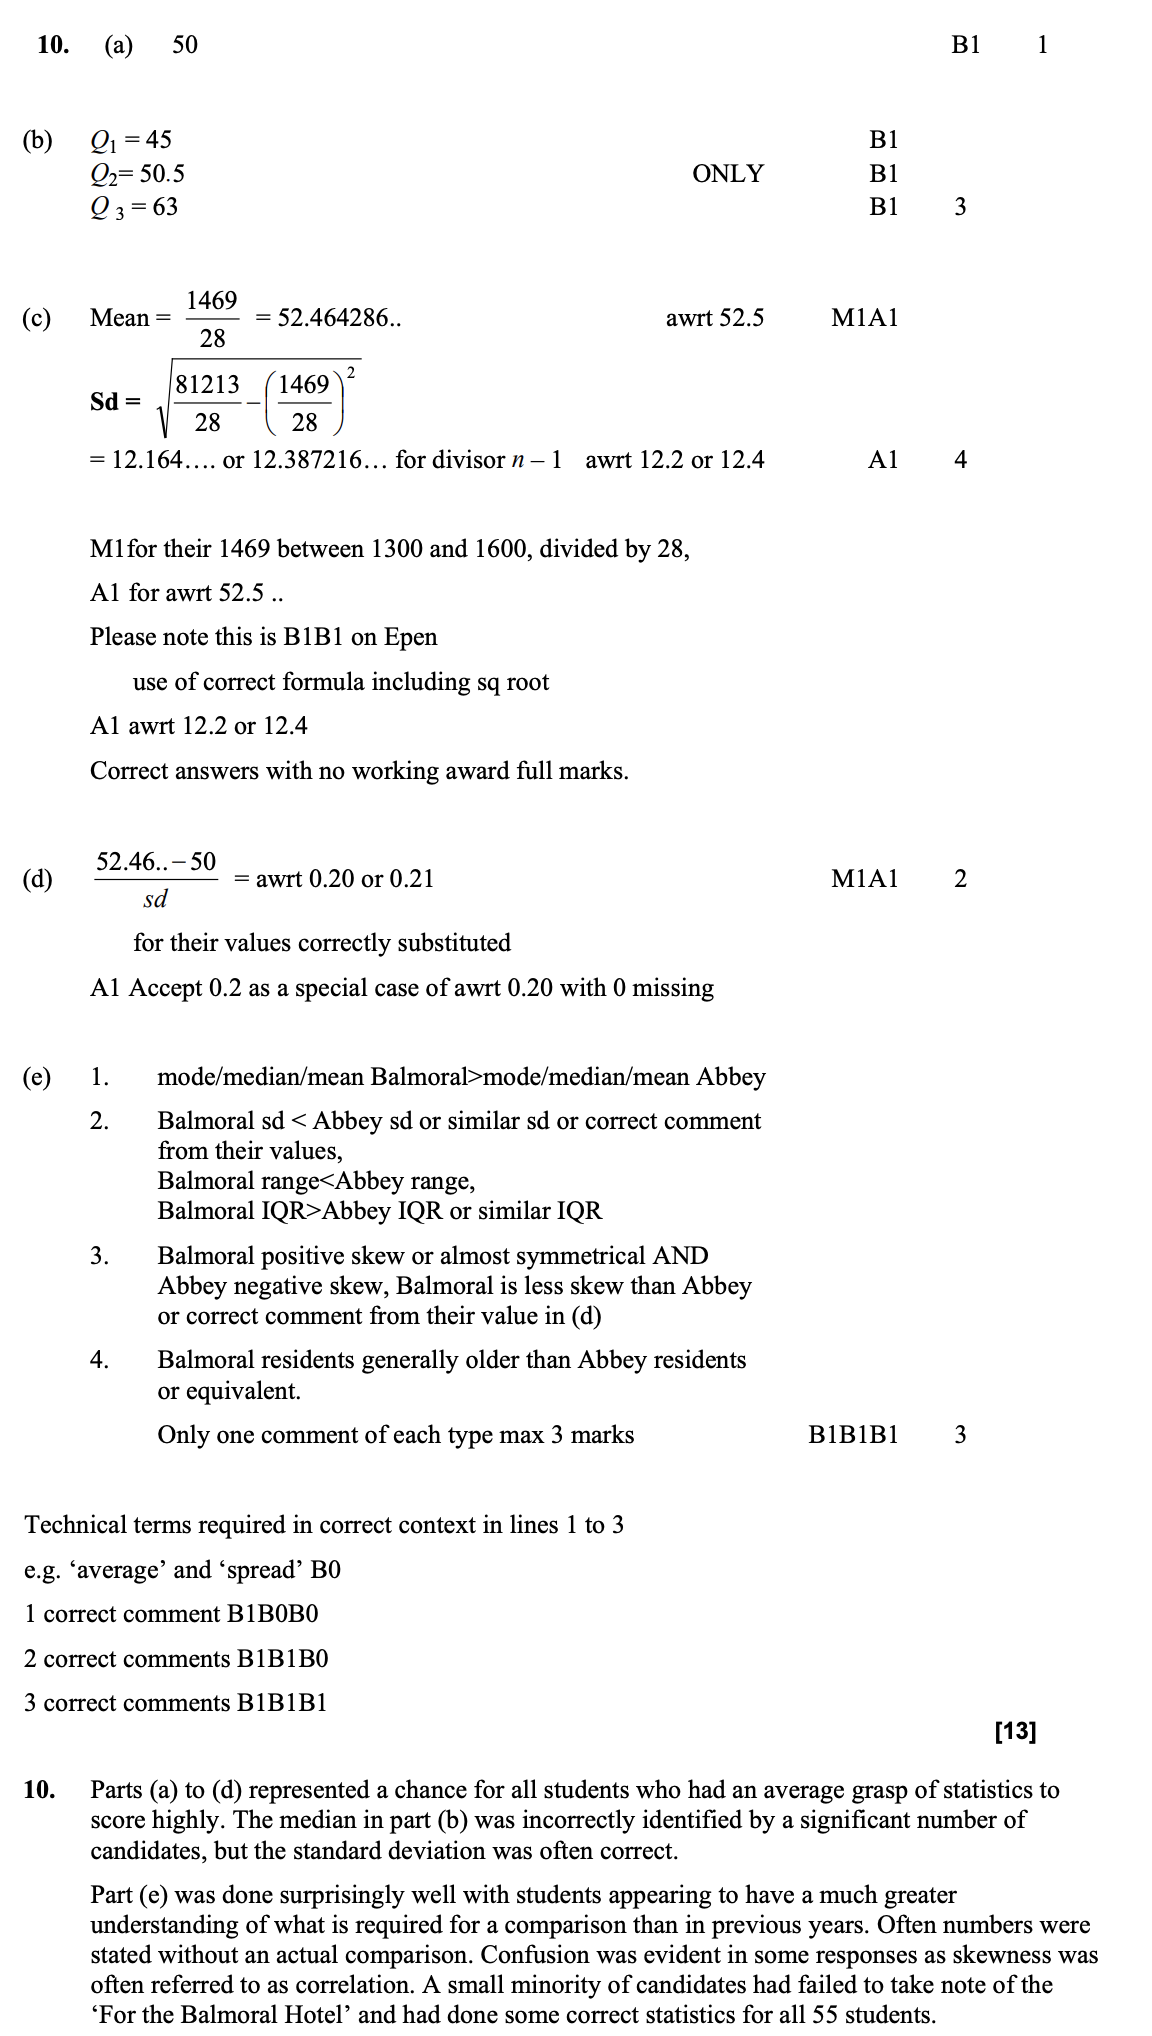 10. (a) 50 B1 1
(b) Q1 = 45 B1
Q2= 50.5 ONLY B1
Q 3 = 63 B1 3
(c) Mean = 1469/28 = 52.464286.. awrt 52.5 M1A1
Sd = √(81213/28 − (1469/28)²)
= 12.164…. or 12.387216… for divisor n – 1 awrt 12.2 or 12.4 A1 4
M1for their 1469 between 1300 and 1600, divided by 28,
A1 for awrt 52.5 ..
Please note this is B1B1 on Epen
use of correct formula including sq root
A1 awrt 12.2 or 12.4
Correct answers with no working award full marks.
(d) (52.46..– 50)/sd = awrt 0.20 or 0.21 M1A1 2
for their values correctly substituted
A1 Accept 0.2 as a special case of awrt 0.20 with 0 missing
(e) 1. mode/median/mean Balmoral>mode/median/mean Abbey
2. Balmoral sd < Abbey sd or similar sd or correct comment
from their values,
Balmoral range<Abbey range,
Balmoral IQR>Abbey IQR or similar IQR
3. Balmoral positive skew or almost symmetrical AND
Abbey negative skew, Balmoral is less skew than Abbey
or correct comment from their value in (d)
4. Balmoral residents generally older than Abbey residents
or equivalent.
Only one comment of each type max 3 marks B1B1B1 3
Technical terms required in correct context in lines 1 to 3
e.g. ‘average’ and ‘spread’ B0
1 correct comment B1B0B0
2 correct comments B1B1B0
3 correct comments B1B1B1
[13]
10. Parts (a) to (d) represented a chance for all students who had an average grasp of statistics to
score highly. The median in part (b) was incorrectly identified by a significant number of
candidates, but the standard deviation was often correct.
Part (e) was done surprisingly well with students appearing to have a much greater
understanding of what is required for a comparison than in previous years. Often numbers were
stated without an actual comparison. Confusion was evident in some responses as skewness was
often referred to as correlation. A small minority of candidates had failed to take note of the
‘For the Balmoral Hotel’ and had done some correct statistics for all 55 students.